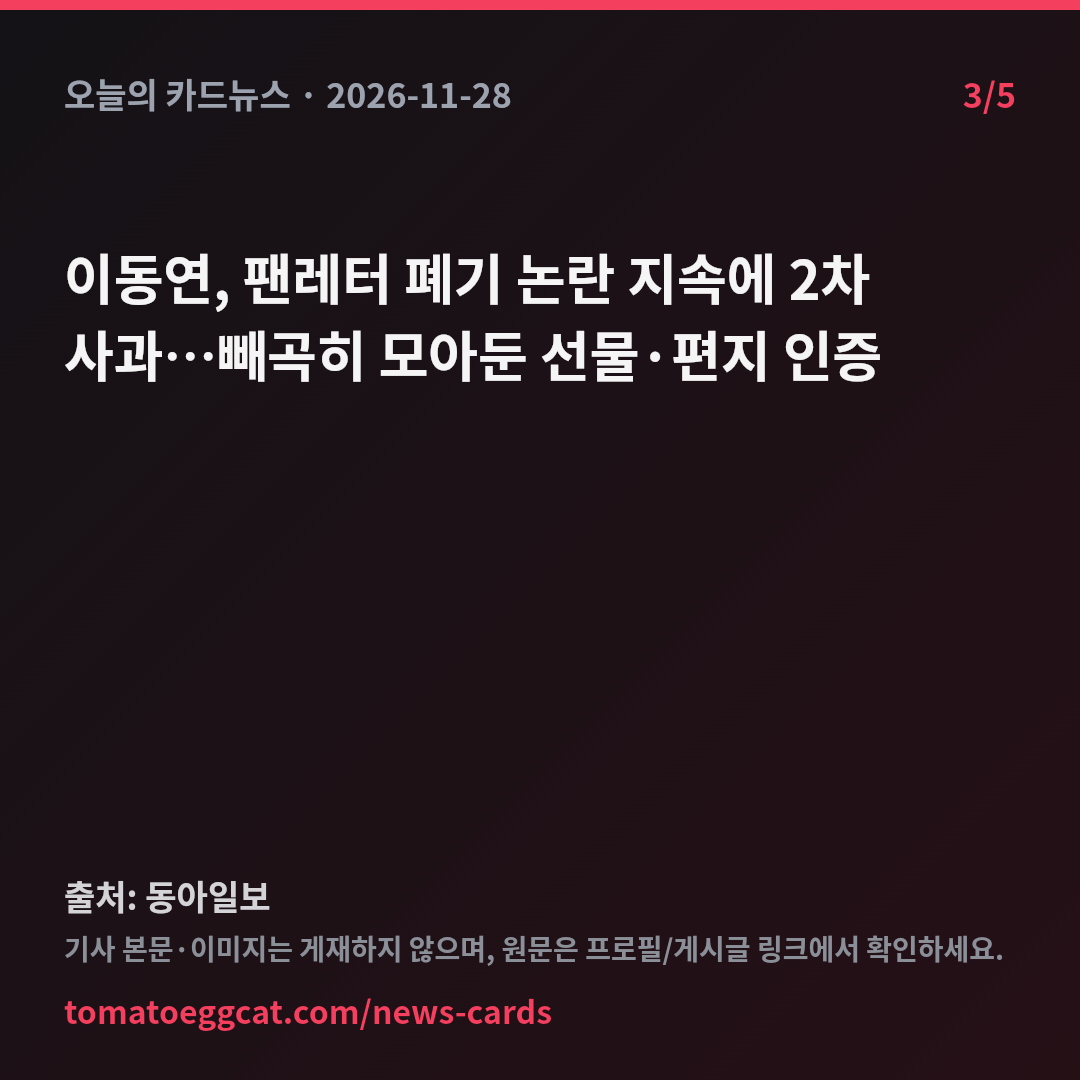 오늘의 카드뉴스 · 2026-11-28
3/5
이동연, 팬레터 폐기 논란 지속에 2차
사과…빼곡히 모아둔 선물·편지 인증
출처: 동아일보
기사 본문·이미지는 게재하지 않으며, 원문은 프로필/게시글 링크에서 확인하세요.
tomatoeggcat.com/news-cards